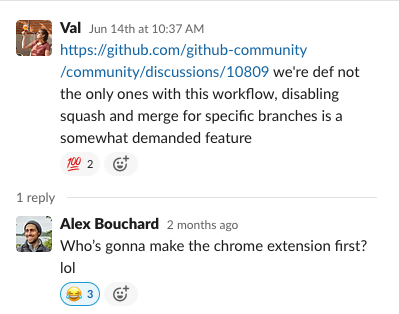 Val Jun 14th at 10:37 AM
https://github.com/github-community
/community/discussions/10809 we're def not
the only ones with this workflow, disabling
squash and merge for specific branches is a
somewhat demanded feature
💯 2
1 reply
Alex Bouchard 2 months ago
Who's gonna make the chrome extension first?
lol
😂 3